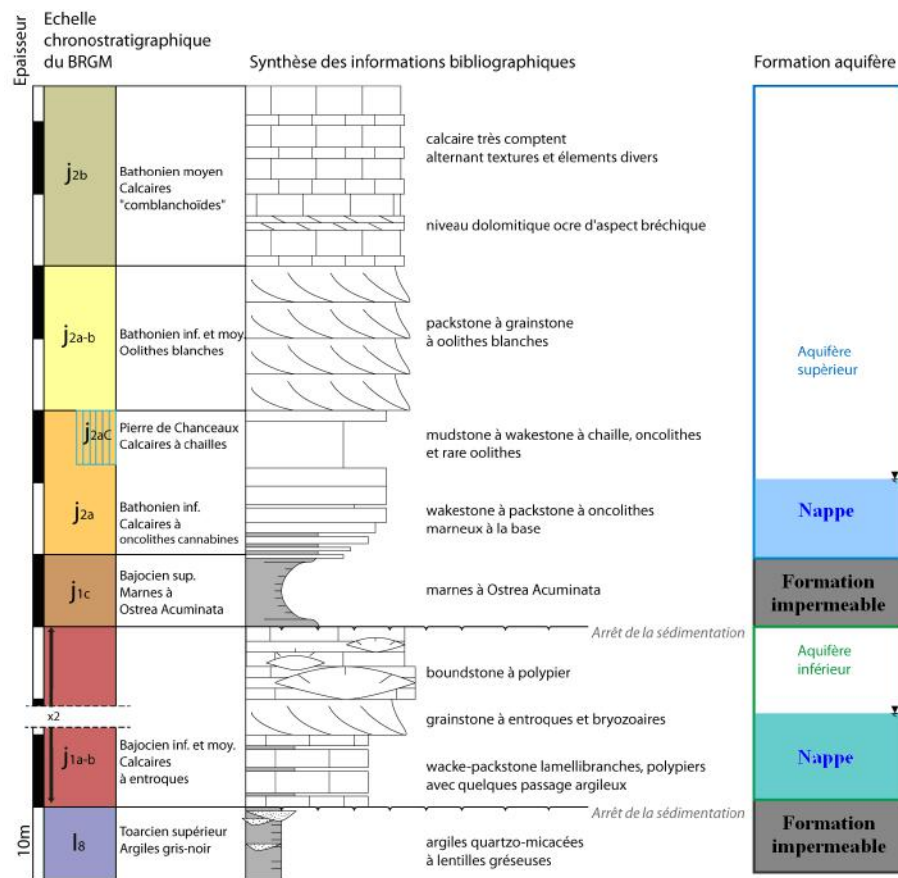 Epaisseur
Echelle
chronostratigraphique
du BRGM
Synthèse des informations bibliographiques
Formation aquifère
j2b
Bathonien moyen
Calcaires
"comblanchoïdes"
calcaire très comptent
alternant textures et élements divers
niveau dolomitique ocre d'aspect bréchique
j2a-b
Bathonien inf. et moy.
Oolithes blanches
packstone à grainstone
à oolithes blanches
Aquifère
supèrieur
j2aC
Pierre de Chanceaux
Calcaires à chailles
mudstone à wakestone à chaille, oncolithes
et rare oolithes
j2a
Bathonien inf.
Calcaires à
oncolithes cannabines
wakestone à packstone à oncolithes
marneux à la base
Nappe
j1c
Bajocien sup.
Marnes à
Ostrea Acuminata
marnes à Ostrea Acuminata
Formation
impermeable
Arrêt de la sédimentation
Aquifère
inférieur
boundstone à polypier
x2
grainstone à entroques et bryozoaires
j1a-b
Bajocien inf. et moy.
Calcaires
à entroques
wacke-packstone lamellibranches, polypiers
avec quelques passage argileux
Nappe
Arrêt de la sédimentation
10m
l8
Toarcien supérieur
Argiles gris-noir
argiles quartzo-micacées
à lentilles gréseuses
Formation
impermeable